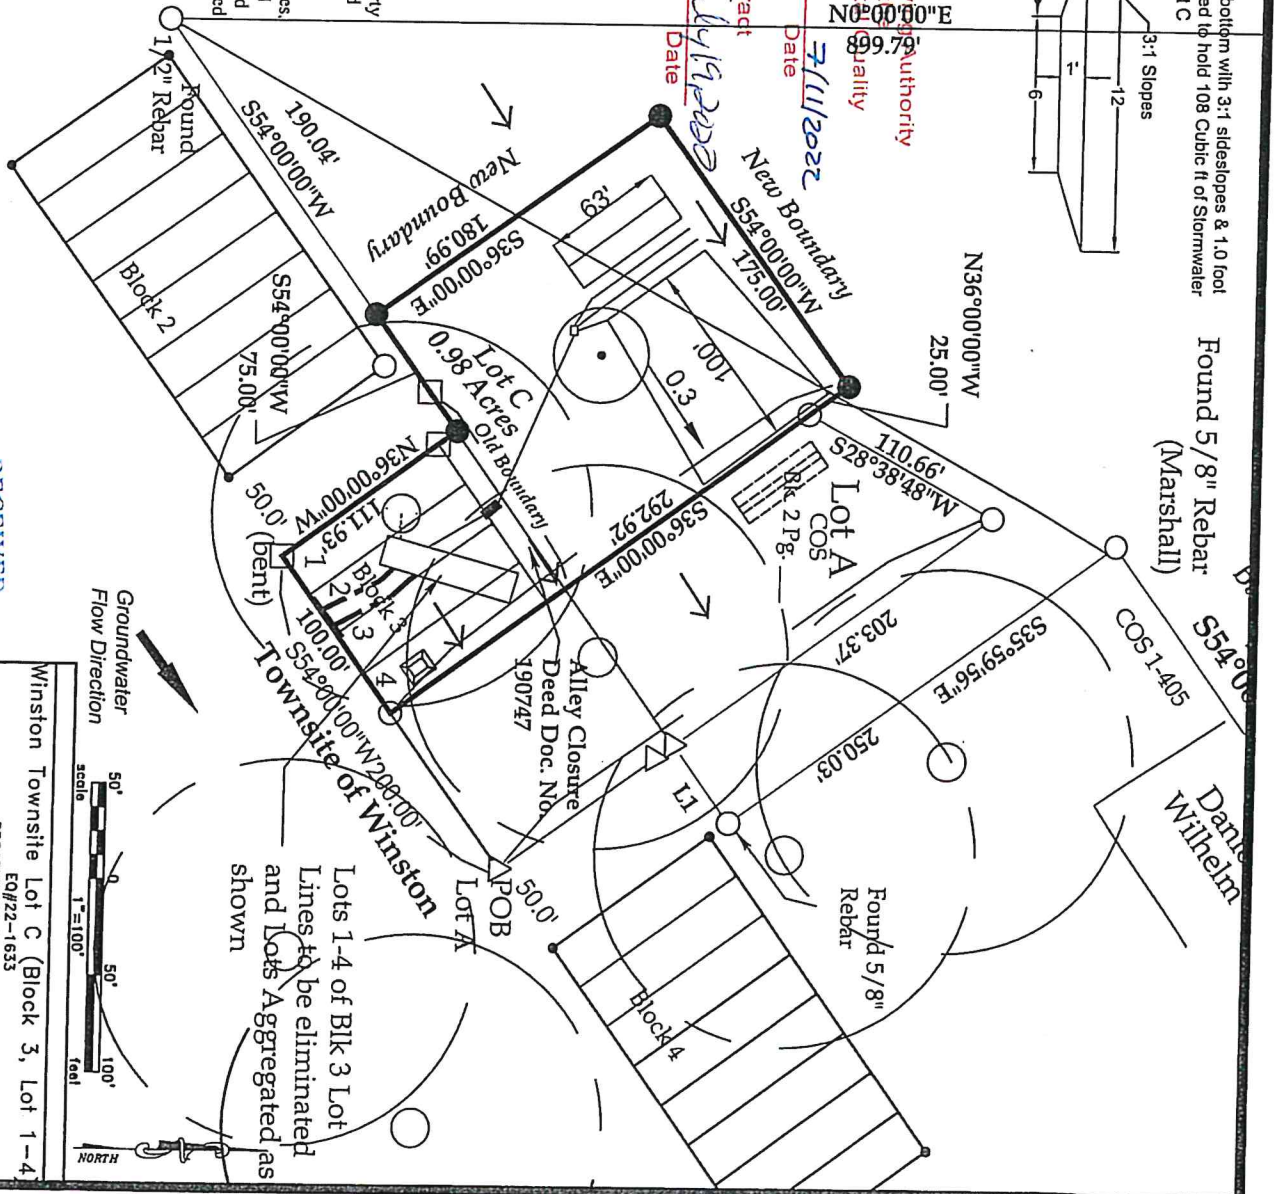 bottom with 3:1 sideslopes & 1.0 foot
ed to hold 108 Cubic ft of Stormwater
t C
3:1 Slopes
12
1'
6
N0°00'00"E
899.79'
Authority
uality
7/11/2022
Date
Date
1/2" Rebar
Found
190.04'
S54°00'00"W
New Boundary
180.99'
S36°00'00"E
New Boundary
S54°00'00"W
175.00'
63'
100'
0.3
N36°00'00"W
25.00'
Found 5/8" Rebar
(Marshall)
110.66'
S28°38'48"W
Lot A
COS
Bk 2 Pg.
Lot C
0.98 Acres
Old Boundary
S36°00'00"E
292.92'
Block 2
S54°00'00"W
75.00'
N36°00'00"W
111.93'
50.0'
(bent)
1
2
3
4
Block 3
100.00'
S54°00'00"W
200.00'
Townsite of Winston
Alley Closure
Deed Doc. No.
190747
203.37'
S35°59'56"E
250.03'
COS 1-405
Danie
Wilhelm
L1
Found 5/8"
Rebar
POB
Lot A
50.0'
Block 4
Lots 1-4 of Blk 3 Lot
Lines to be eliminated
and Lots Aggregated as
shown
Groundwater
Flow Direction
50'
0
50'
100'
scale
1"=100'
feet
NORTH
Winston Townsite Lot C (Block 3, Lot 1-4)
EQ#22-1633